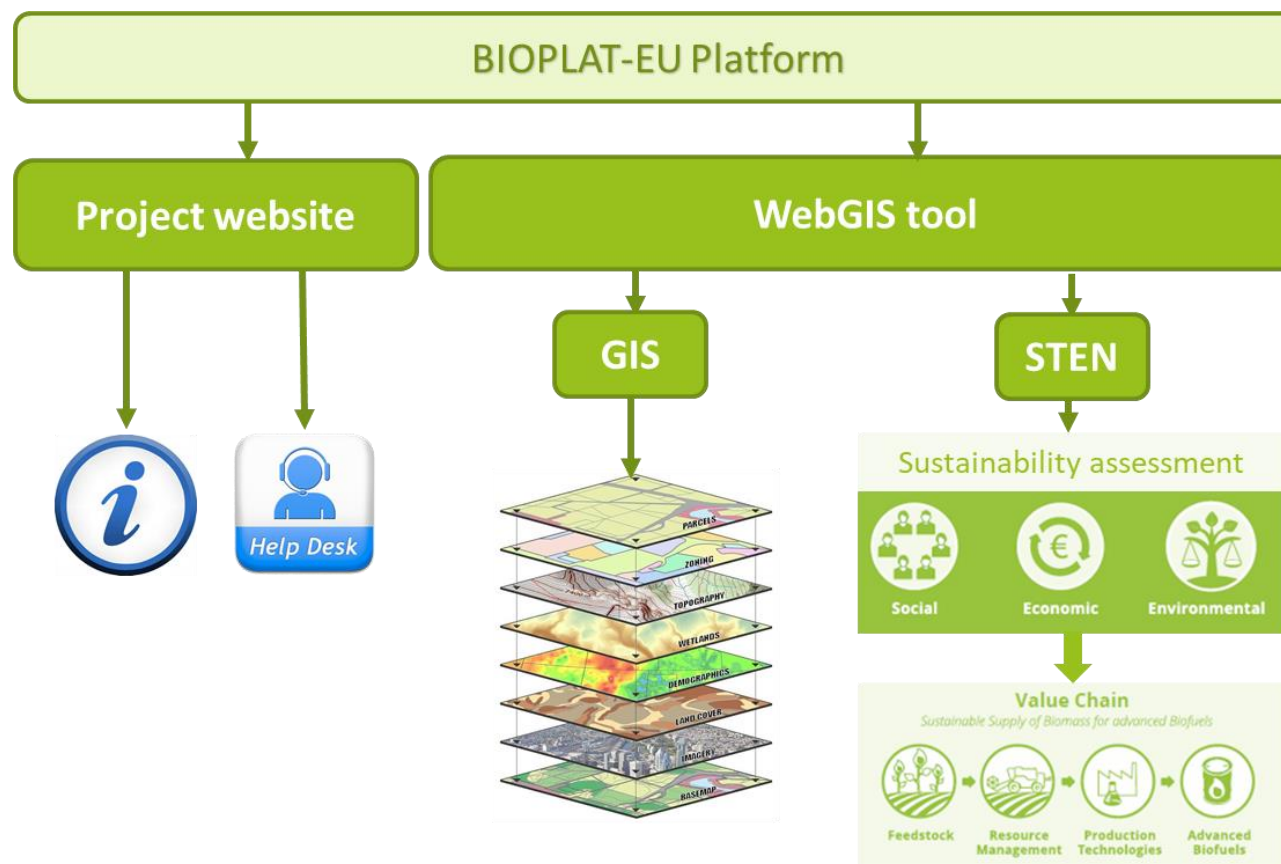 BIOPLAT-EU Platform
Project website
WebGIS tool
GIS
STEN
Help Desk
PARCELS
ZONING
TOPOGRAPHY
WETLANDS
DEMOGRAPHICS
LAND COVER
IMAGERY
BASEMAP
Sustainability assessment
Social
Economic
Environmental
Value Chain
Sustainable Supply of Biomass for advanced Biofuels
Feedstock
Resource
Management
Production
Technologies
Advanced
Biofuels